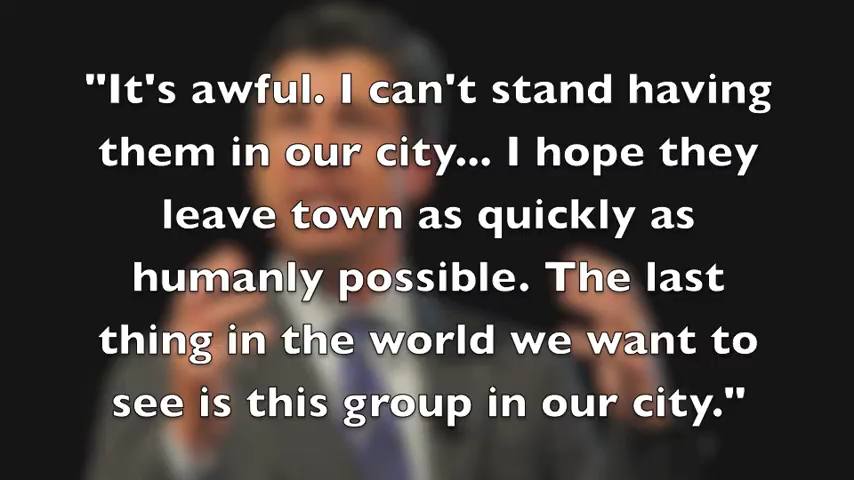 "It's awful. I can't stand having
them in our city... I hope they
leave town as quickly as
humanly possible. The last
thing in the world we want to
see is this group in our city."